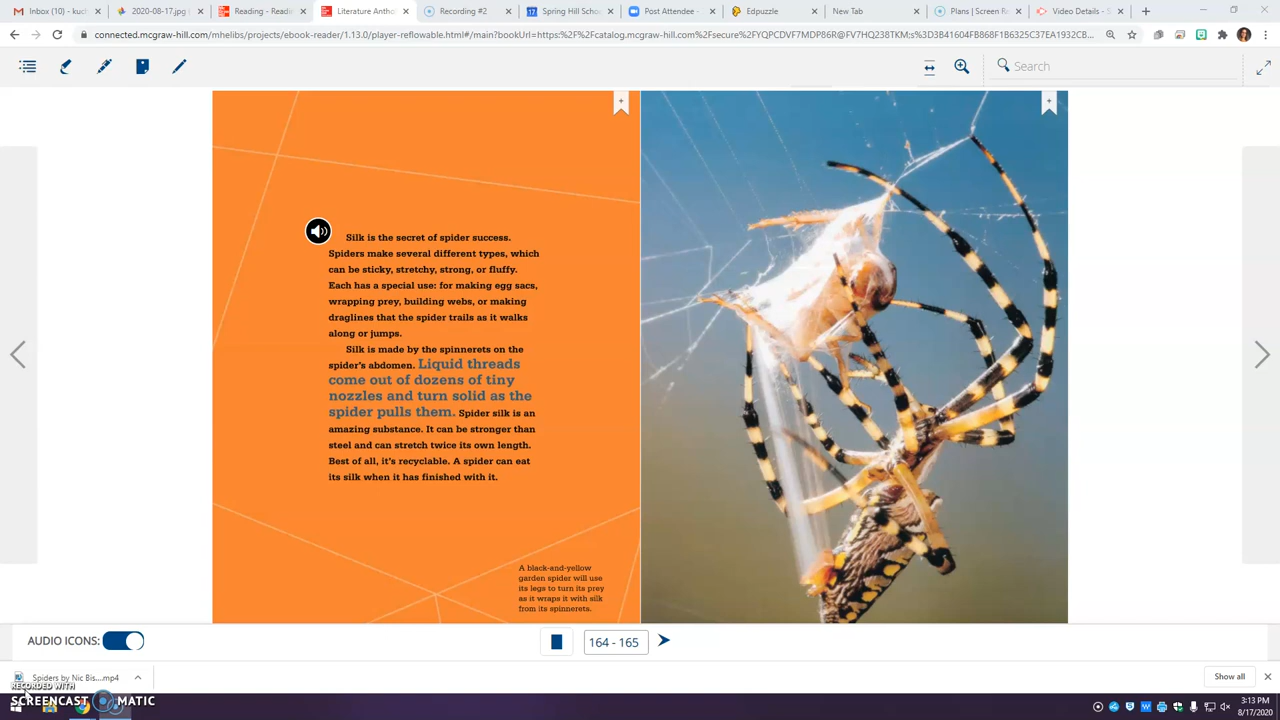 Inbox (450) - kuch
2020-08-17.jpg
Reading - Readi
Literature and
Edpuzzle
Recording #2
Spring Hill Scho
Post Attendee -
Edpuzzle
New Tab
Plans | Screen R
Video Details - S
connected.mcgraw-hill.com/mhelibs/projects/ebook-reader/1.13.0/player-reflowable.html#/main?bookUrl=https:%2F%2Fcatalog.mcgraw-hill.com%2Fsecure%2FYQPCDVF7MDP86R@FV7HQ238TKM:s%3D3B41604FB868F1B6325C37EA1932CB...
Search
Silk is the secret of spider success.
Spiders make several different types, which
can be sticky, stretchy, strong, or fluffy.
Each has a special use: for making egg sacs,
wrapping prey, building webs, or making
draglines that the spider trails as it walks
along or jumps.
Silk is made by the spinnerets on the
spider's abdomen. Liquid threads
come out of dozens of tiny
nozzles and turn solid as the
spider pulls them. Spider silk is an
amazing substance. It can be stronger than
steel and can stretch twice its own length.
Best of all, it's recyclable. A spider can eat
its silk when it has finished with it.
A black-and-yellow
garden spider will use
its legs to turn its prey
as it wraps it with silk
from its spinnerets.
AUDIO ICONS:
164 - 165
Spiders by Nic Bis....mp4
Show all
RECORDED WITH
SCREENCAST MATIC
3:13 PM
8/17/2020